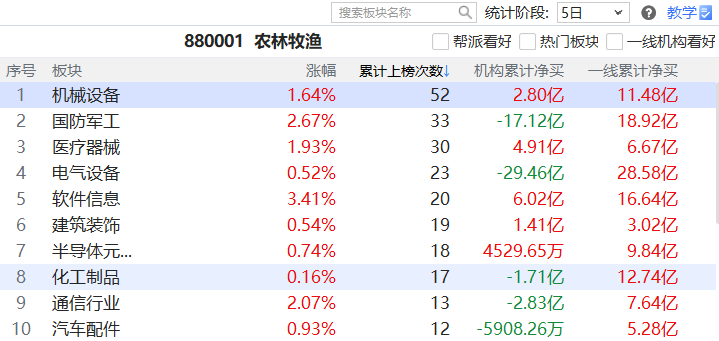 搜索板块名称 统计阶段: 5日 ? 教学
880001 农林牧渔
帮派看好 热门板块 一线机构看好
序号 板块 涨幅 累计上榜次数↓ 机构累计净买 一线累计净买
1 机械设备 1.64% 52 2.80亿 11.48亿
2 国防军工 2.67% 33 -17.12亿 18.92亿
3 医疗器械 1.93% 30 4.91亿 6.67亿
4 电气设备 0.52% 23 -29.46亿 28.58亿
5 软件信息 3.41% 20 6.02亿 16.64亿
6 建筑装饰 0.54% 19 1.41亿 3.02亿
7 半导体元... 0.74% 18 4529.65万 9.84亿
8 化工制品 0.16% 17 -1.71亿 12.74亿
9 通信行业 2.07% 13 -2.83亿 7.64亿
10 汽车配件 0.93% 12 -5908.26万 5.28亿